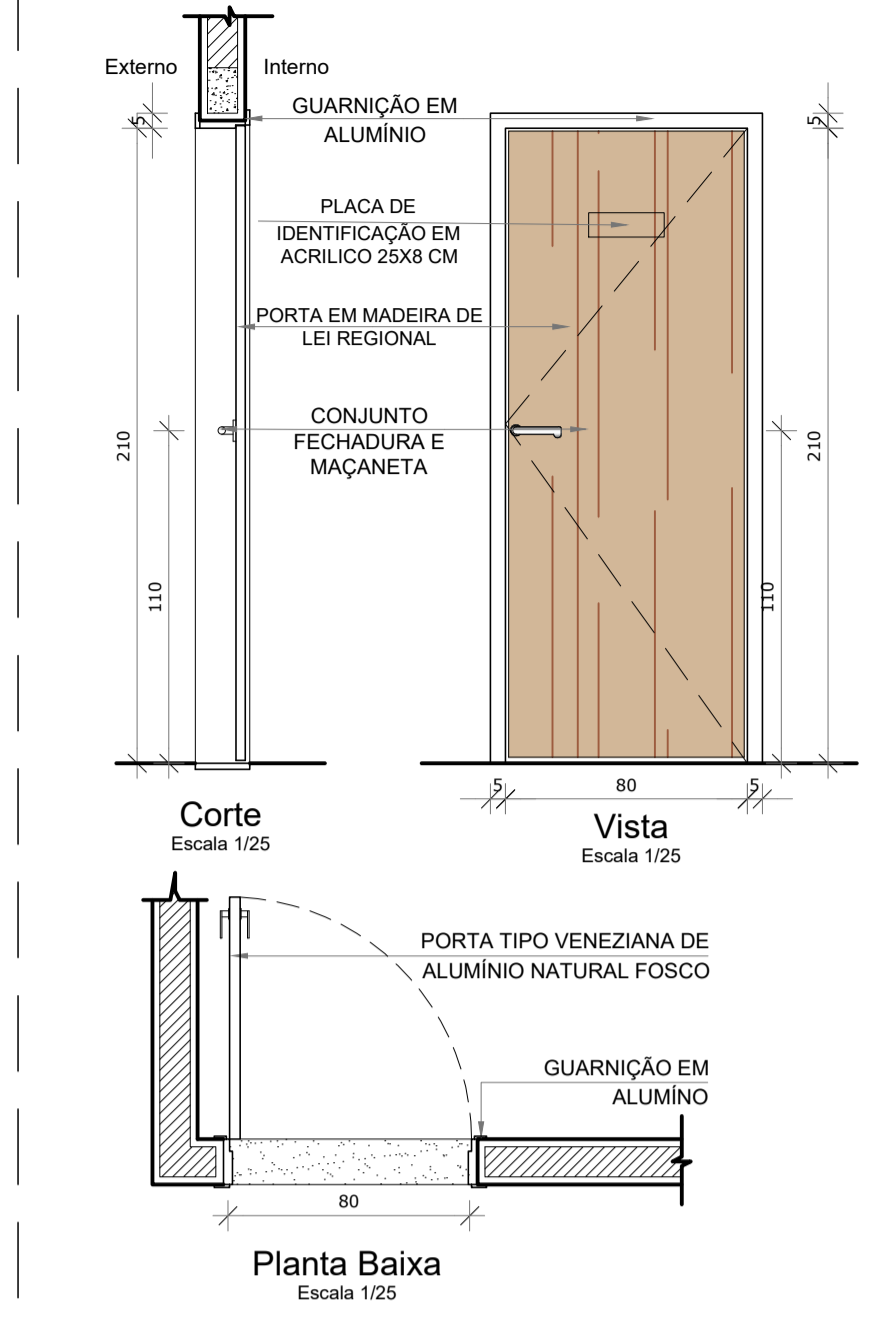 Externo
Interno
GUARNIÇÃO EM
ALUMÍNIO
5
5
PLACA DE
IDENTIFICAÇÃO EM
ACRILICO 25X8 CM
PORTA EM MADEIRA DE
LEI REGIONAL
CONJUNTO
FECHADURA E
MAÇANETA
210
110
110
210
5
80
5
Corte
Escala 1/25
Vista
Escala 1/25
PORTA TIPO VENEZIANA DE
ALUMÍNIO NATURAL FOSCO
GUARNIÇÃO EM
ALUMÍNO
80
Planta Baixa
Escala 1/25